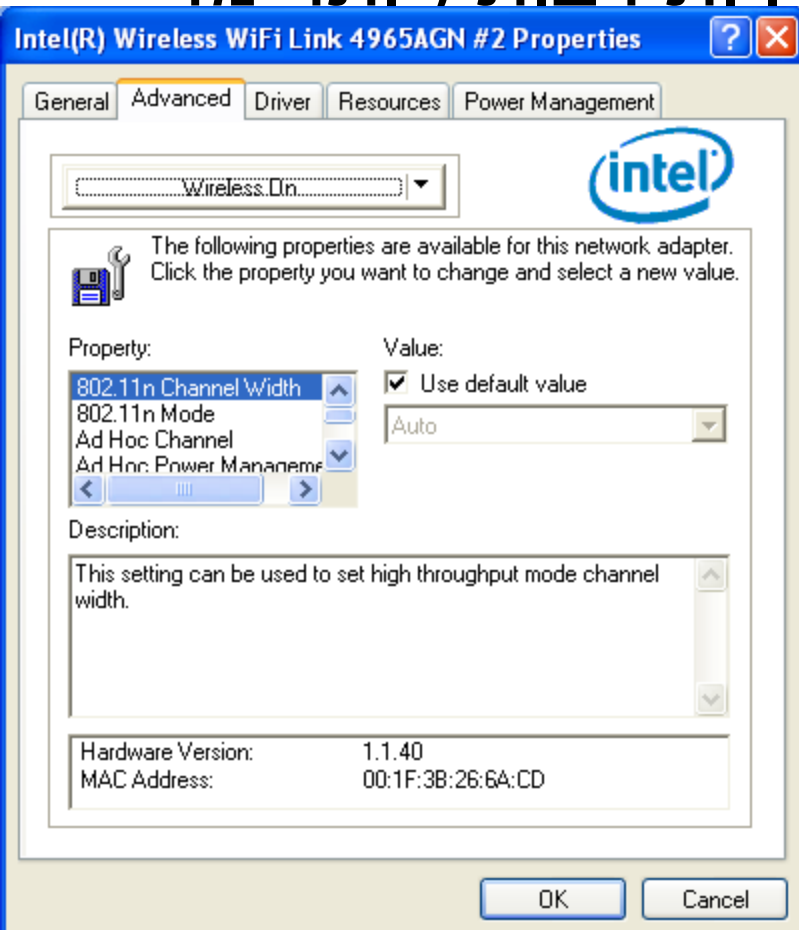 Intel(R) Wireless WiFi Link 4965AGN #2 Properties
General Advanced Driver Resources Power Management
Wireless On
intel
The following properties are available for this network adapter.
Click the property you want to change and select a new value.
Property:
Value:
802.11n Channel Width
802.11n Mode
Ad Hoc Channel
Ad Hoc Power Manageme
Use default value
Auto
Description:
This setting can be used to set high throughput mode channel
width.
Hardware Version: 1.1.40
MAC Address: 00:1F:3B:26:6A:CD
OK Cancel